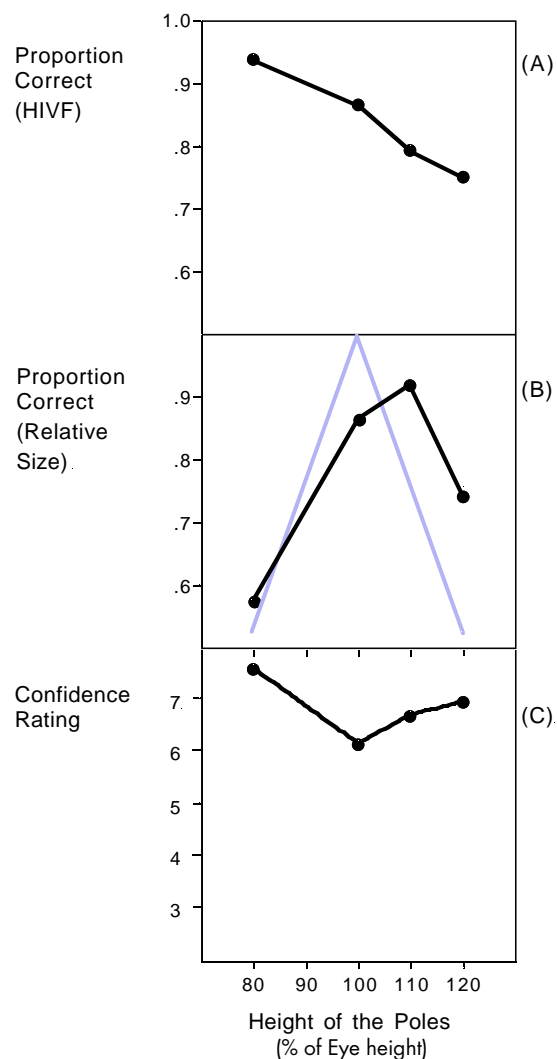 Proportion
Correct
(HIVF)
1.0
.9
.8
.7
.6
(A)
Proportion
Correct
(Relative
Size)
.9
.8
.7
.6
(B)
Confidence
Rating
7
6
5
4
3
(C)
80 90 100 110 120
Height of the Poles
(% of Eye height)